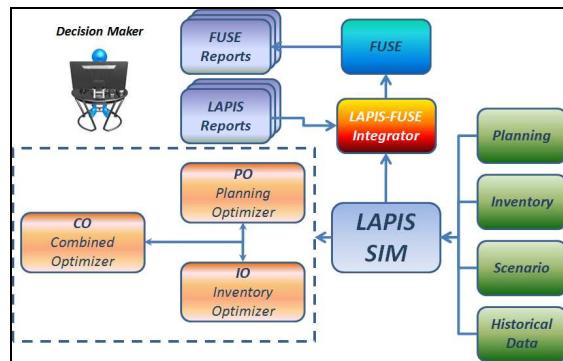 Decision Maker
FUSE
Reports
FUSE
LAPIS
Reports
LAPIS-FUSE
Integrator
Planning
Inventory
Scenario
Historical
Data
LAPIS
SIM
PO
Planning
Optimizer
CO
Combined
Optimizer
IO
Inventory
Optimizer